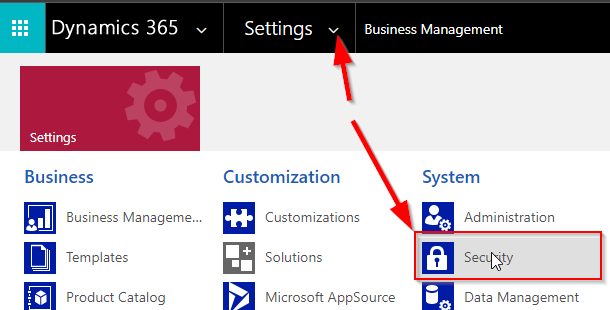 Dynamics 365 Settings Business Management
Settings
Business Customization System
Business Manageme... Customizations Administration
Templates Solutions Security
Product Catalog Microsoft AppSource Data Management